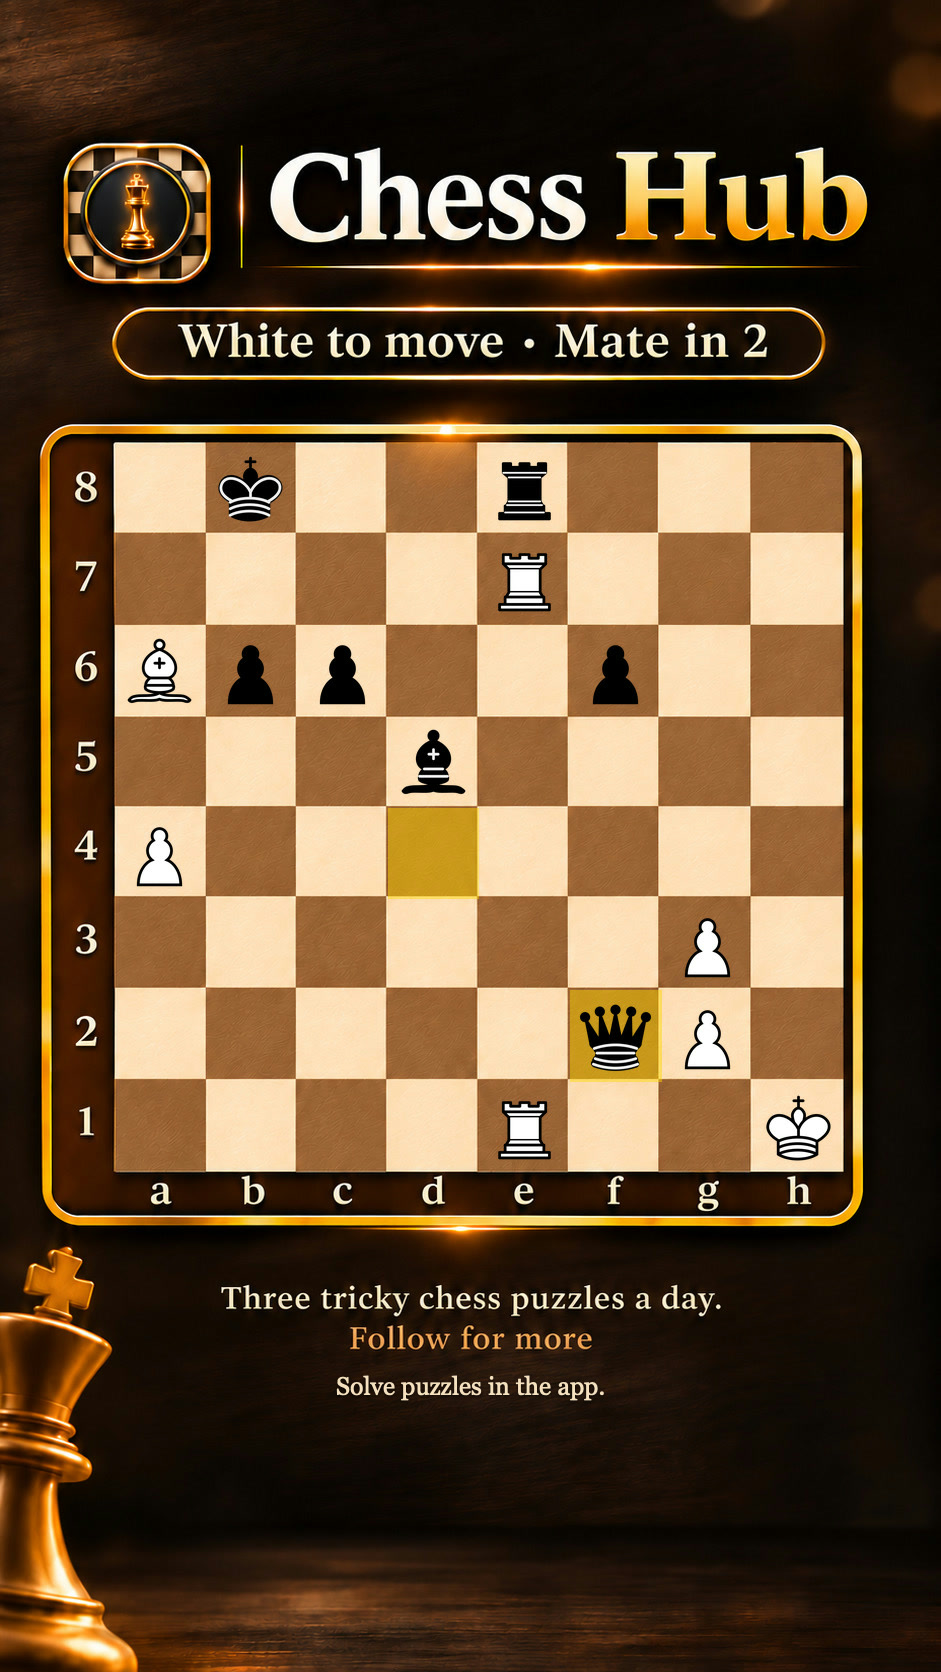 Chess Hub
White to move • Mate in 2
8
7
6
5
4
3
2
1
a b c d e f g h
Three tricky chess puzzles a day.
Follow for more
Solve puzzles in the app.